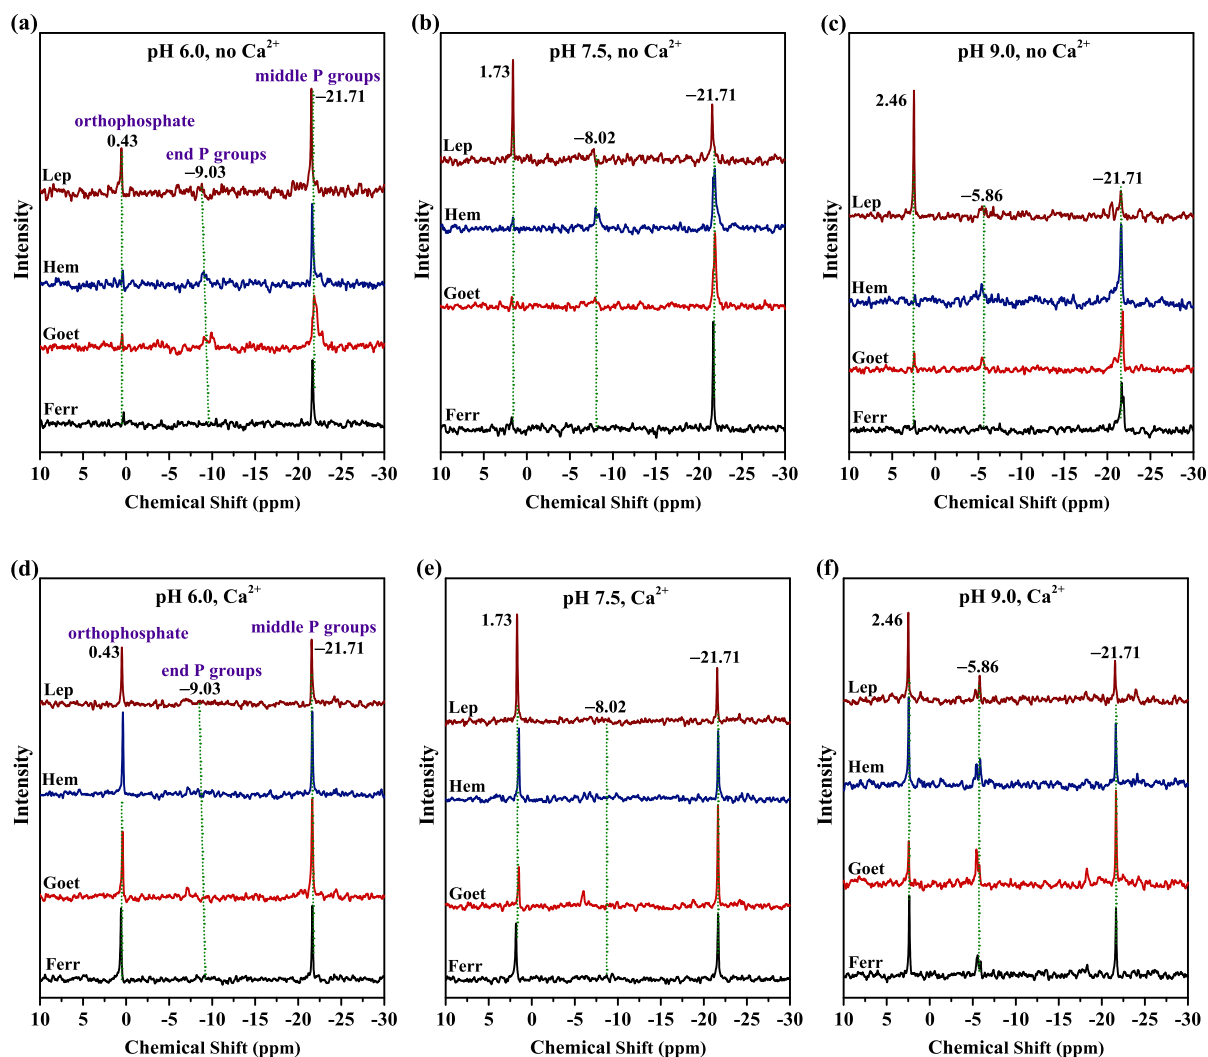 (a)
pH 6.0, no Ca²⁺
middle P groups
−21.71
orthophosphate
0.43
end P groups
−9.03
Lep
Hem
Goet
Ferr
Intensity
10 5 0 -5 -10 -15 -20 -25 -30
Chemical Shift (ppm)
(b)
pH 7.5, no Ca²⁺
1.73
−21.71
−8.02
Lep
Hem
Goet
Ferr
Intensity
10 5 0 -5 -10 -15 -20 -25 -30
Chemical Shift (ppm)
(c)
pH 9.0, no Ca²⁺
2.46
−21.71
−5.86
Lep
Hem
Goet
Ferr
Intensity
10 5 0 -5 -10 -15 -20 -25 -30
Chemical Shift (ppm)
(d)
pH 6.0, Ca²⁺
orthophosphate
0.43
middle P groups
−21.71
end P groups
−9.03
Lep
Hem
Goet
Ferr
Intensity
10 5 0 -5 -10 -15 -20 -25 -30
Chemical Shift (ppm)
(e)
pH 7.5, Ca²⁺
1.73
−21.71
−8.02
Lep
Hem
Goet
Ferr
Intensity
10 5 0 -5 -10 -15 -20 -25 -30
Chemical Shift (ppm)
(f)
pH 9.0, Ca²⁺
2.46
−5.86
−21.71
Lep
Hem
Goet
Ferr
Intensity
10 5 0 -5 -10 -15 -20 -25 -30
Chemical Shift (ppm)